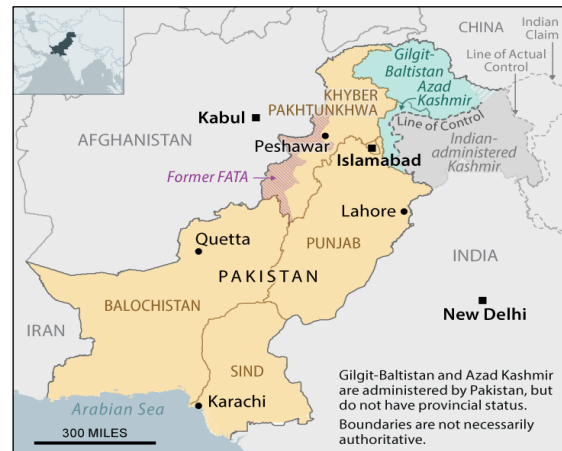 CHINA
Indian
Claim
Line of Actual
Control
Gilgit-
Baltistan
Azad
Kashmir
KHYBER
PAKHTUNKHWA
Kabul
Line of Control
AFGHANISTAN
Peshawar
Islamabad
Indian-
administered
Kashmir
Former FATA
Lahore
Quetta
PUNJAB
INDIA
PAKISTAN
BALOCHISTAN
New Delhi
IRAN
SIND
Gilgit-Baltistan and Azad Kashmir
are administered by Pakistan, but
do not have provincial status.
Boundaries are not necessarily
authoritative.
Arabian Sea
Karachi
300 MILES